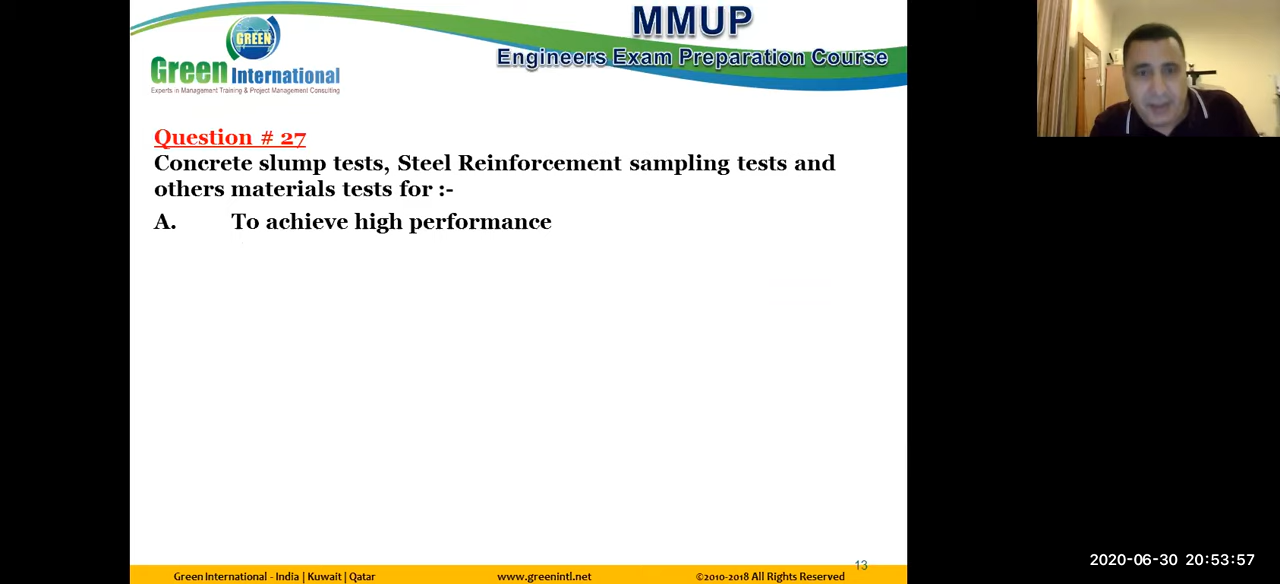 MMUP
Engineers Exam Preparation Course
GREEN
Green International
Experts in Management Training & Project Management Consulting
Question # 27
Concrete slump tests, Steel Reinforcement sampling tests and
others materials tests for :-
A. To achieve high performance
13
Green International - India | Kuwait | Qatar www.greenintl.net ©2010-2018 All Rights Reserved
2020-06-30 20:53:57